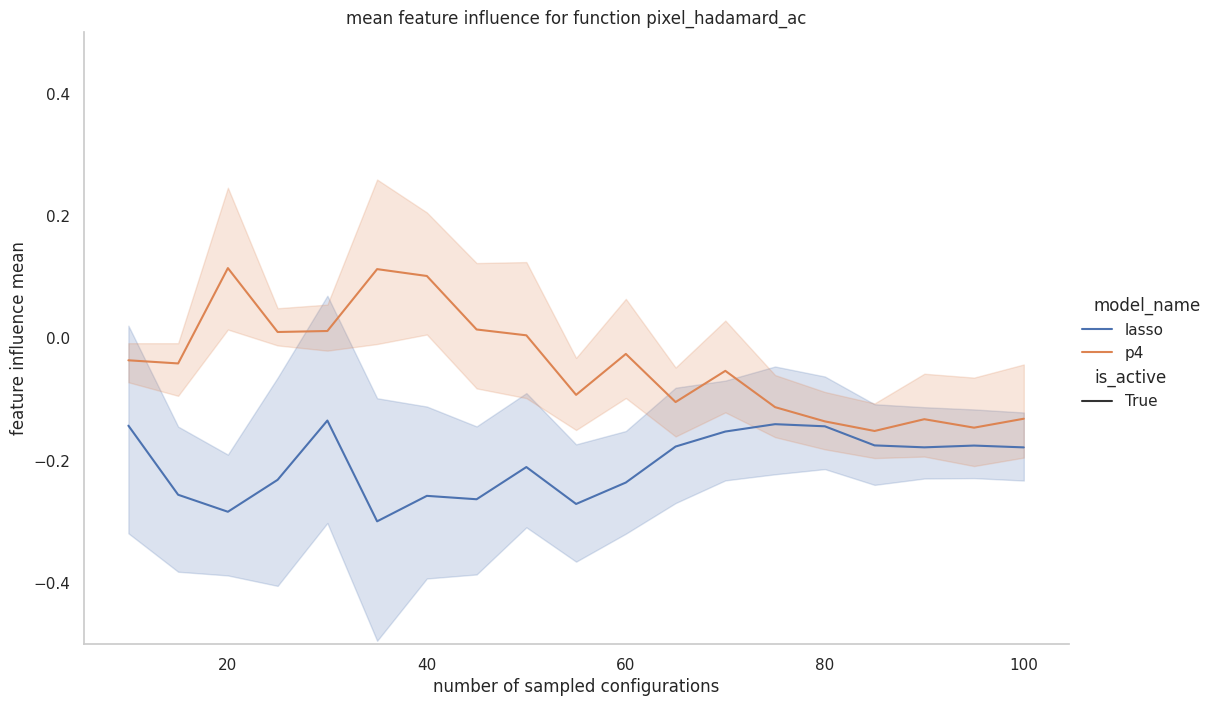 mean feature influence for function pixel_hadamard_ac
feature influence mean
0.4
0.2
0.0
−0.2
−0.4
20
40
60
80
100
number of sampled configurations
model_name
lasso
p4
is_active
True